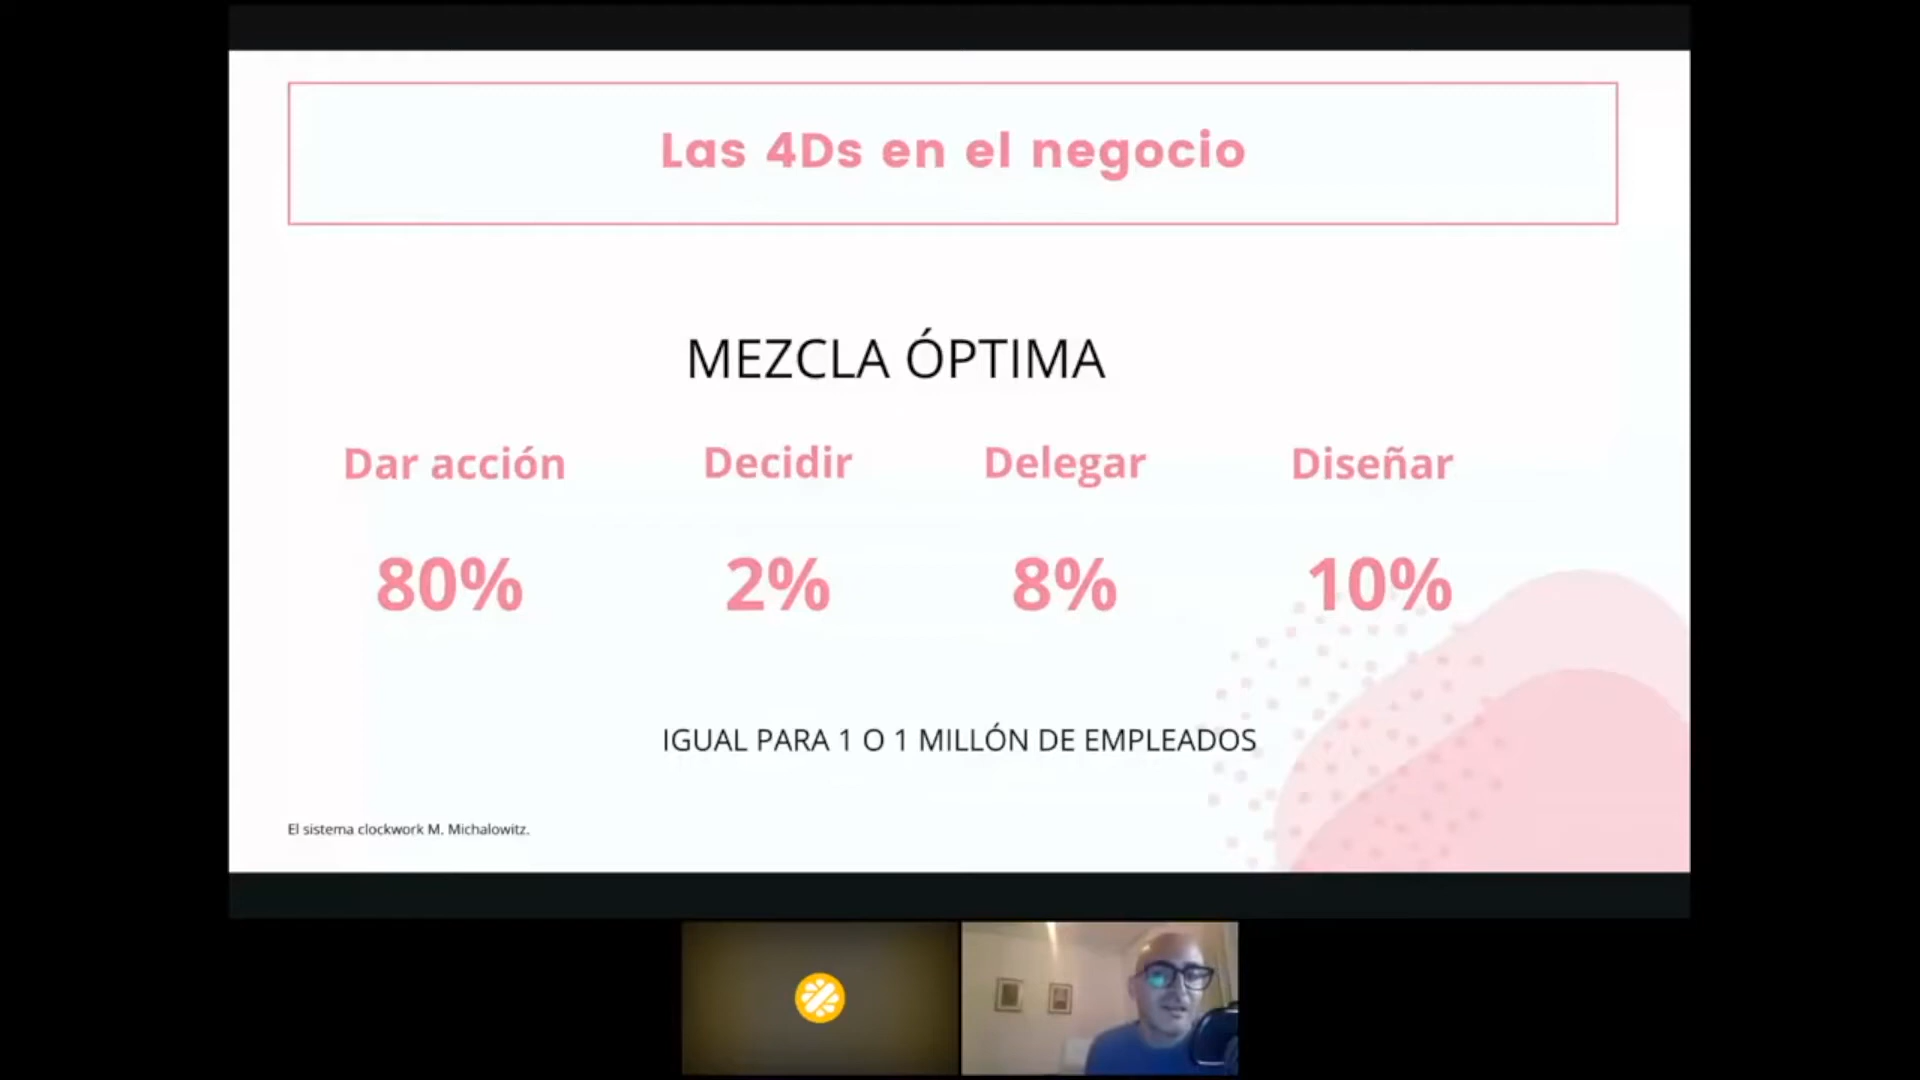 Las 4Ds en el negocio
MEZCLA ÓPTIMA
Dar acción Decidir Delegar Diseñar
80% 2% 8% 10%
IGUAL PARA 1 O 1 MILLÓN DE EMPLEADOS
El sistema clockwork M. Michalowitz.